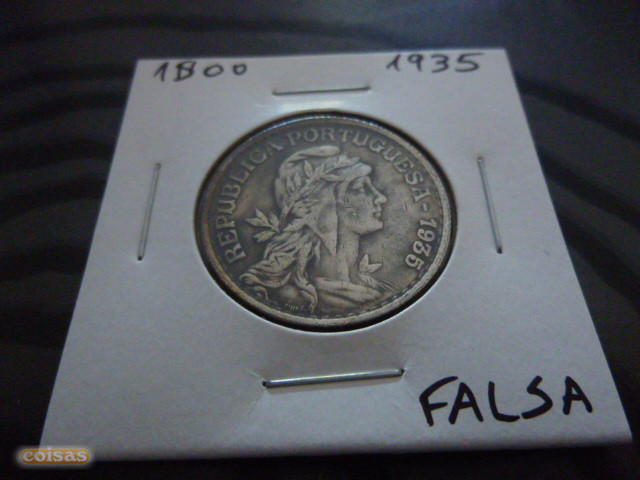 1$00 1935
REPUBLICA PORTUGUESA-1935
FALSA
coisas